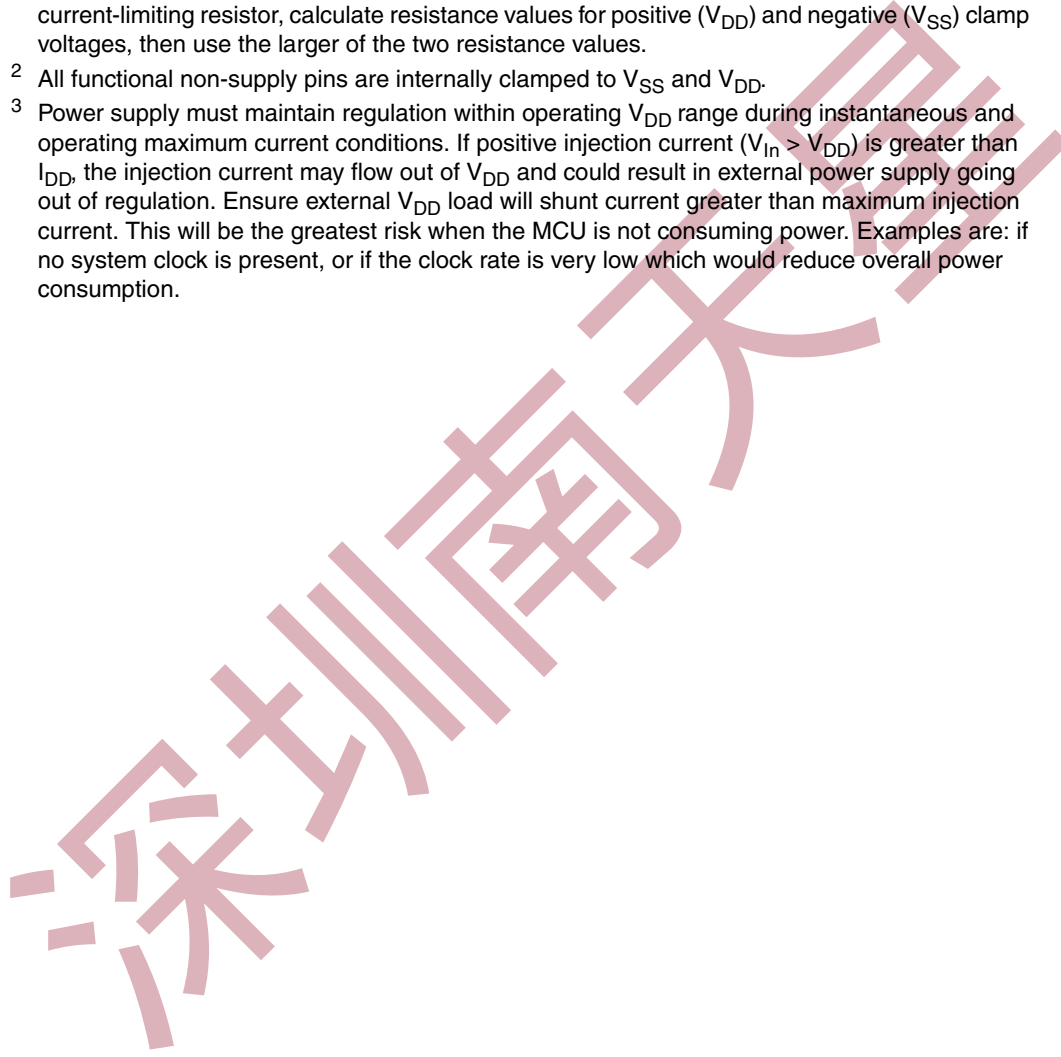 current-limiting resistor, calculate resistance values for positive (VDD) and negative (VSS) clamp
voltages, then use the larger of the two resistance values.
2 All functional non-supply pins are internally clamped to VSS and VDD.
3 Power supply must maintain regulation within operating VDD range during instantaneous and
operating maximum current conditions. If positive injection current (VIn > VDD) is greater than
IDD, the injection current may flow out of VDD and could result in external power supply going
out of regulation. Ensure external VDD load will shunt current greater than maximum injection
current. This will be the greatest risk when the MCU is not consuming power. Examples are: if
no system clock is present, or if the clock rate is very low which would reduce overall power
consumption.
深圳南天星